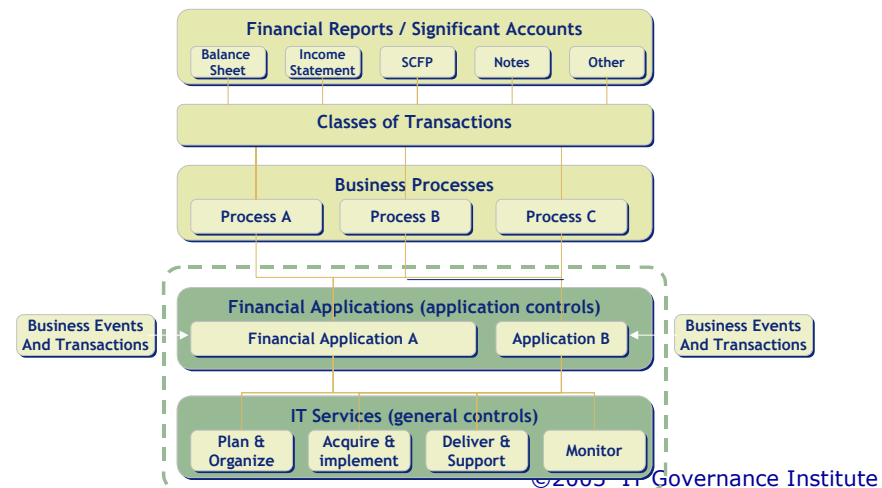 Financial Reports / Significant Accounts
Balance
Sheet
Income
Statement
SCFP
Notes
Other
Classes of Transactions
Business Processes
Process A
Process B
Process C
Financial Applications (application controls)
Business Events
And Transactions
Financial Application A
Application B
Business Events
And Transactions
IT Services (general controls)
Plan &
Organize
Acquire &
implement
Deliver &
Support
Monitor
IT Governance Institute